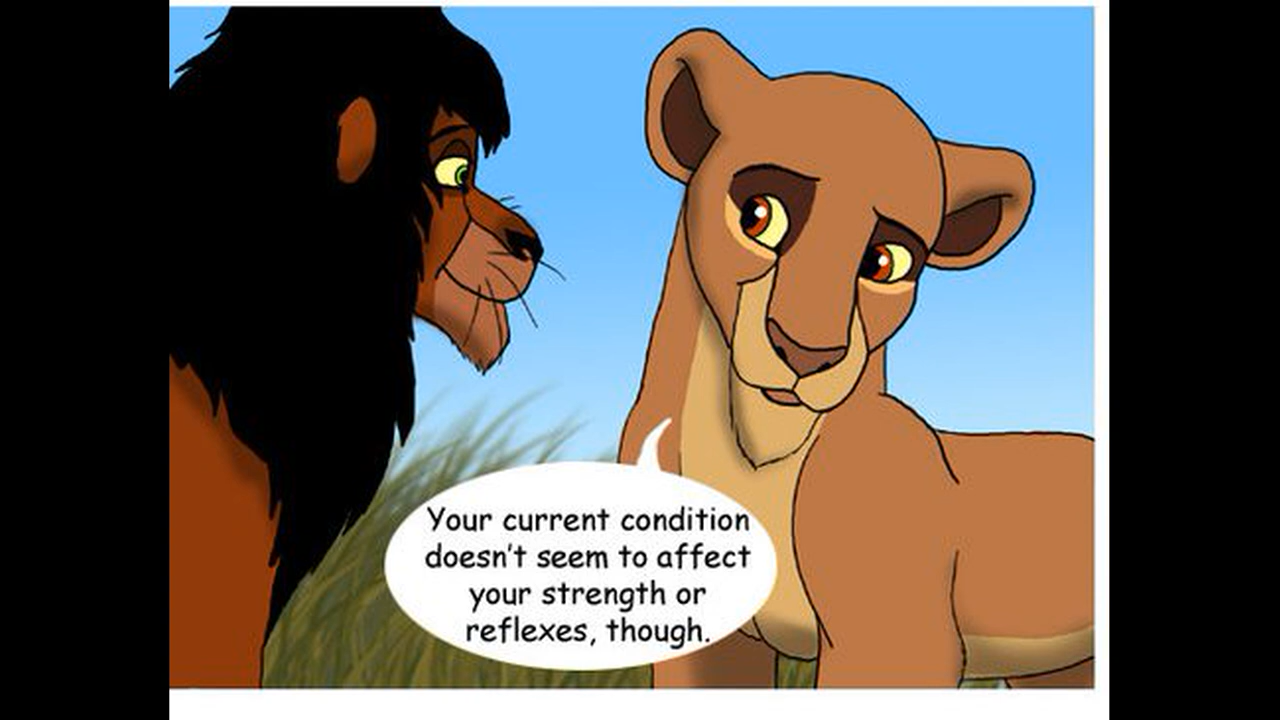 Your current condition
doesn't seem to affect
your strength or
reflexes, though.